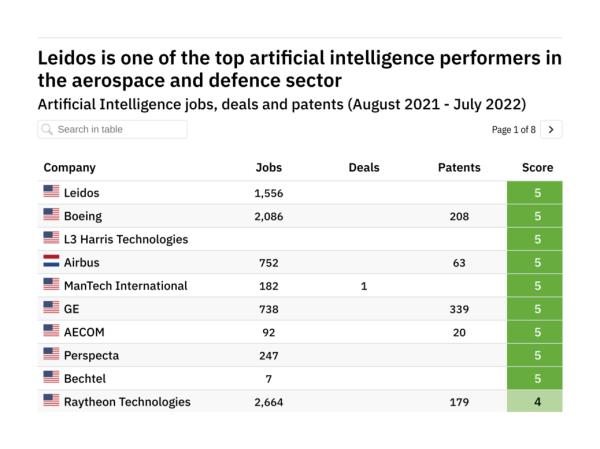 Leidos is one of the top artificial intelligence performers in
the aerospace and defence sector
Artificial Intelligence jobs, deals and patents (August 2021 - July 2022)
Search in table
Page 1 of 8
Company Jobs Deals Patents Score
Leidos 1,556 5
Boeing 2,086 208 5
L3 Harris Technologies 5
Airbus 752 63 5
ManTech International 182 1 5
GE 738 339 5
AECOM 92 20 5
Perspecta 247 5
Bechtel 7 5
Raytheon Technologies 2,664 179 4